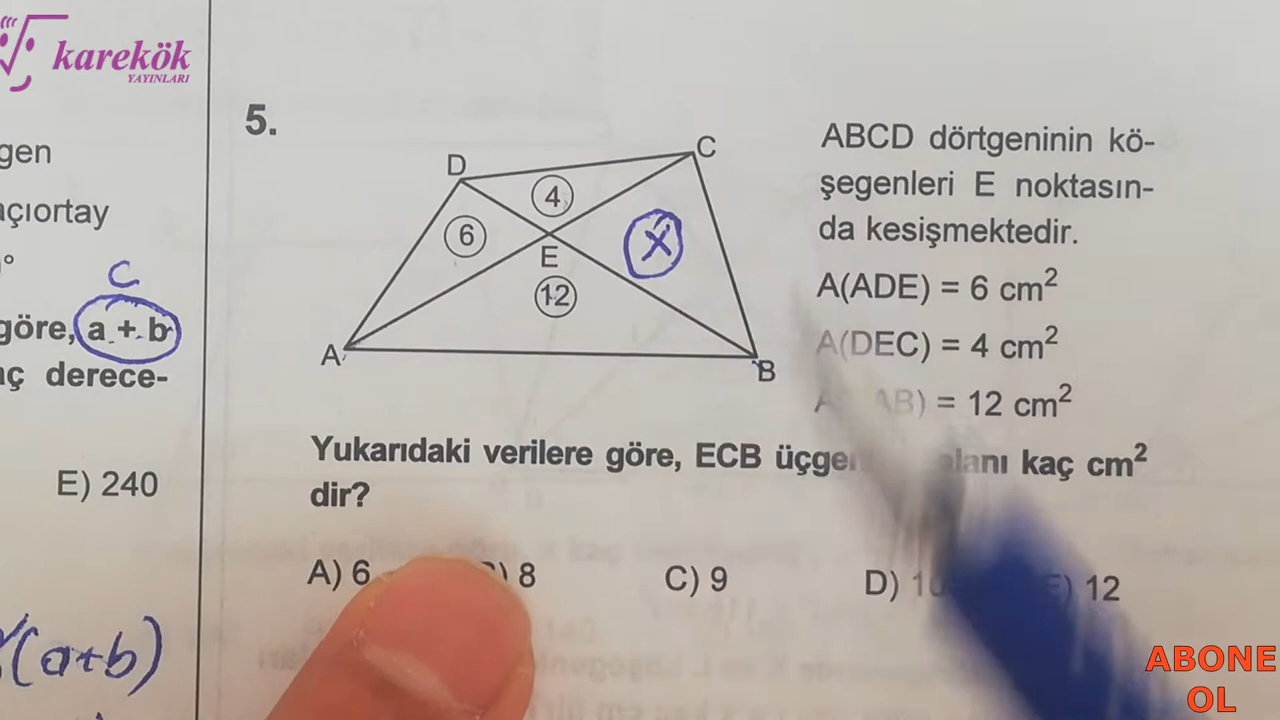 karekök
YAYINLARI
gen
açıortay
°
C
göre, a + b
aç derece-
E) 240
(a+b)
5.
D
C
4
6
X
E
12
A
B
ABCD dörtgeninin kö-
şegenleri E noktasın-
da kesişmektedir.
A(ADE) = 6 cm²
A(DEC) = 4 cm²
AB) = 12 cm²
Yukarıdaki verilere göre, ECB alanı kaç cm²
dir?
A) 6
8
C) 9
D)
12
ABONE
OL